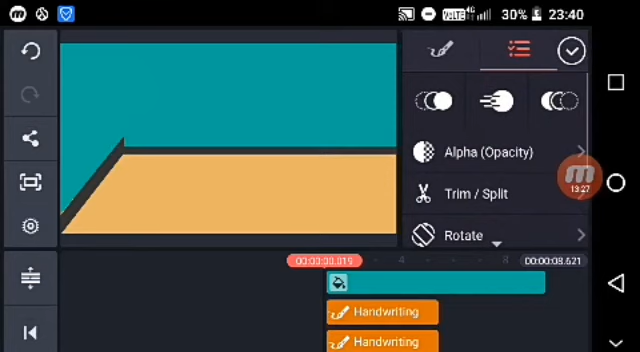 VoLTE 4G 30% 23:40
Alpha (Opacity)
13:27
Trim / Split
Rotate
00:00:00.019 4 8 00:00:08.621
Handwriting
Handwriting